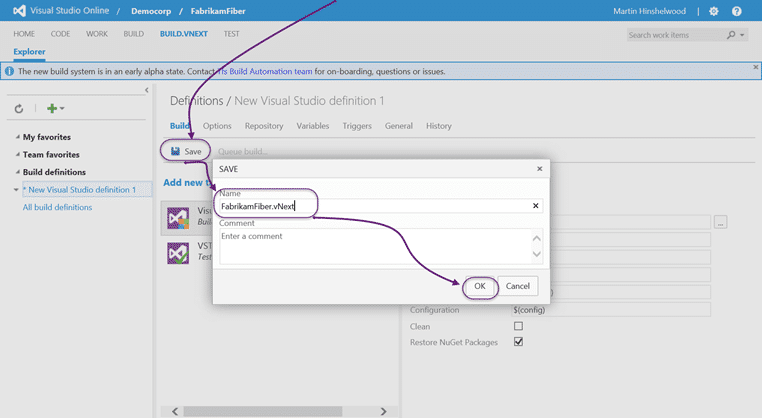 Visual Studio Online / Democorp / FabrikamFiber Martin Hinshelwood
HOME CODE WORK BUILD BUILD.VNEXT TEST Search work items
Explorer
The new build system is in an early alpha state. Contact Tfs Build Automation team for on-boarding, questions or issues.
Definitions / New Visual Studio definition 1
Build Options Repository Variables Triggers General History
My favorites
Team favorites
Build definitions
* New Visual Studio definition 1
All build definitions
Save Queue build...
Add new t
Visu
Buil
VST
Test
SAVE
Name
FabrikamFiber.vNext
Comment
Enter a comment
OK Cancel
Configuration $(config)
Clean
Restore NuGet Packages